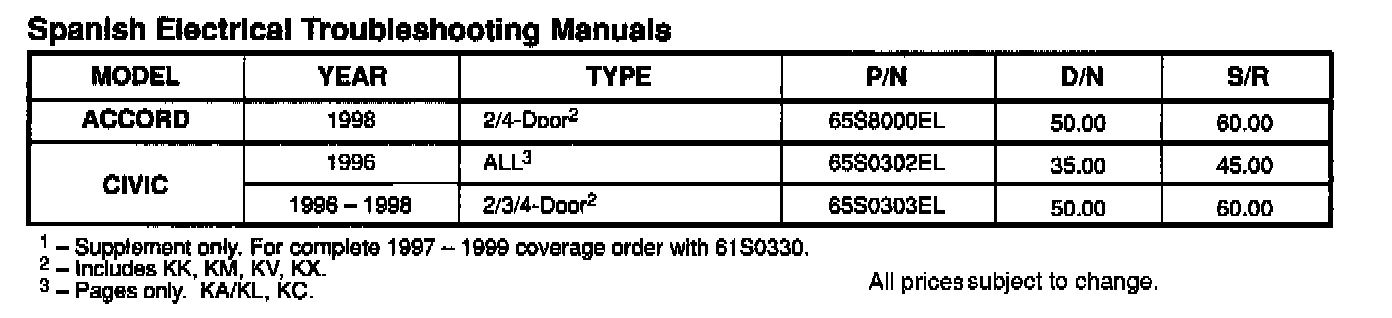 Spanish Electrical Troubleshooting Manuals
MODEL YEAR TYPE P/N D/N S/R
ACCORD 1998 2/4-Door² 65S8000EL 50.00 60.00
CIVIC 1996 ALL³ 65S0302EL 35.00 45.00
1996 – 1998 2/3/4-Door² 65S0303EL 50.00 60.00
¹ – Supplement only. For complete 1997 – 1999 coverage order with 61S0330.
² – Includes KK, KM, KV, KX.
³ – Pages only. KA/KL, KC.
All prices subject to change.